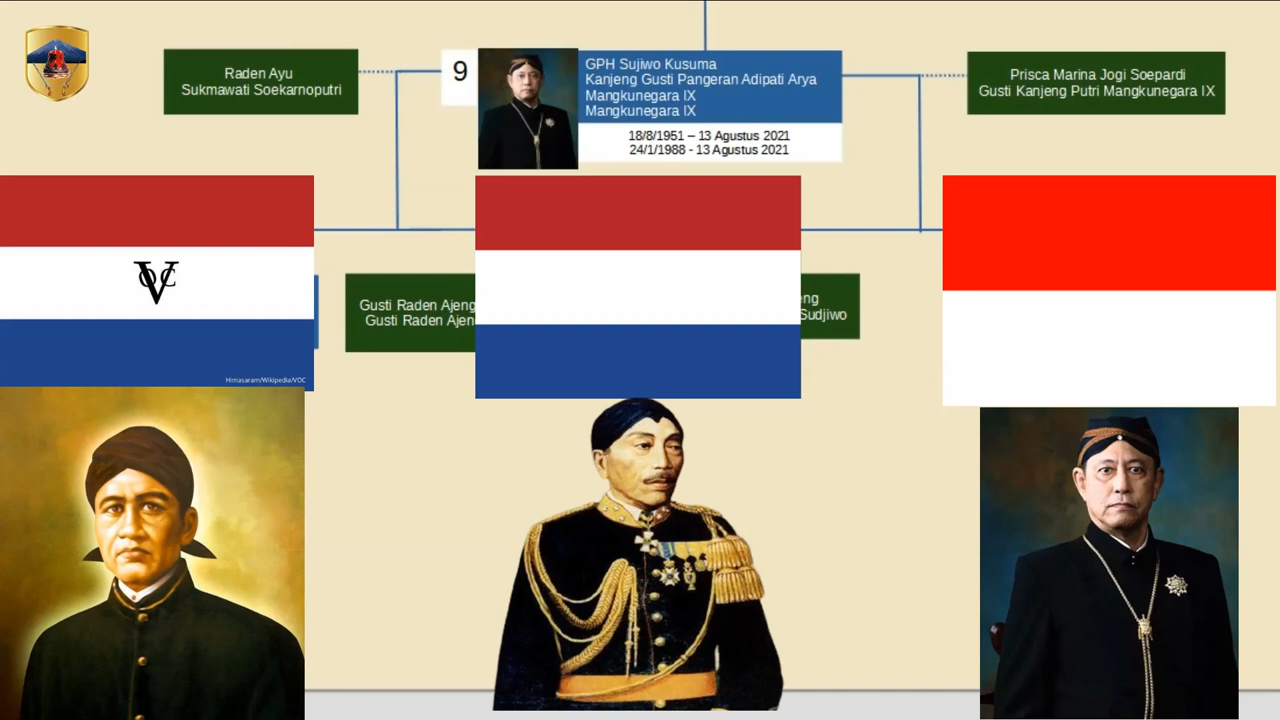 Raden Ayu
Sukmawati Soekarnoputri
9
GPH Sujiwo Kusuma
Kanjeng Gusti Pangeran Adipati Arya
Mangkunegara IX
Mangkunegara IX
18/8/1951 – 13 Agustus 2021
24/1/1988 - 13 Agustus 2021
Prisca Marina Jogi Soepardi
Gusti Kanjeng Putri Mangkunegara IX
VOC
Himasaram/Wikipedia/VOC
Gusti Raden Ajeng
Gusti Raden Ajen
eng
Sudjiwo